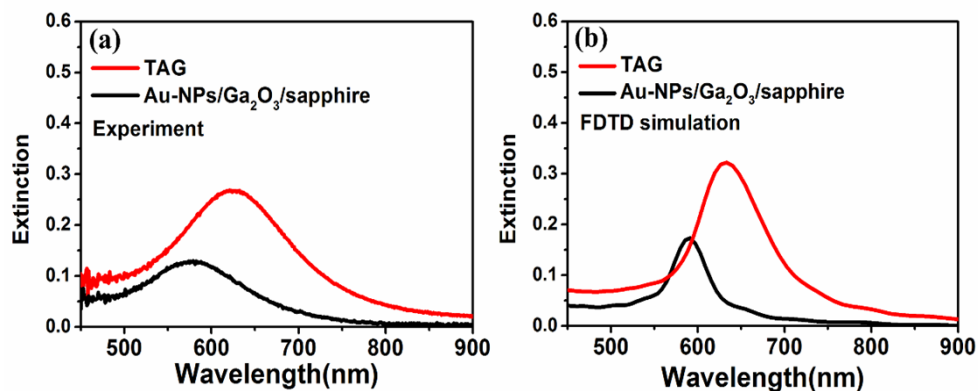 (a)
TAG
Au-NPs/Ga₂O₃/sapphire
Experiment
Extinction
0.6
0.5
0.4
0.3
0.2
0.1
0.0
500 600 700 800 900
Wavelength(nm)
(b)
TAG
Au-NPs/Ga₂O₃/sapphire
FDTD simulation
Extinction
0.6
0.5
0.4
0.3
0.2
0.1
0.0
500 600 700 800 900
Wavelength(nm)